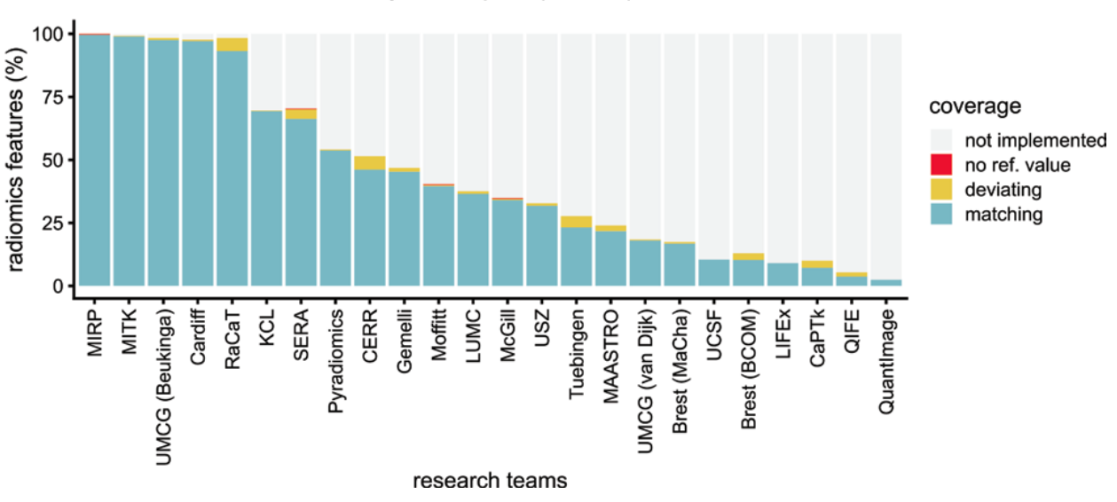 radiomics features (%)
100
75
50
25
0
MIRP
MITK
UMCG (Beukinga)
Cardiff
RaCaT
KCL
SERA
Pyradiomics
CERR
Gemelli
Moffitt
LUMC
McGill
USZ
Tuebingen
MAASTRO
UMCG (van Dijk)
Brest (MaCha)
UCSF
Brest (BCOM)
LIFEx
CaPTk
QIFE
QuantImage
research teams
coverage
not implemented
no ref. value
deviating
matching